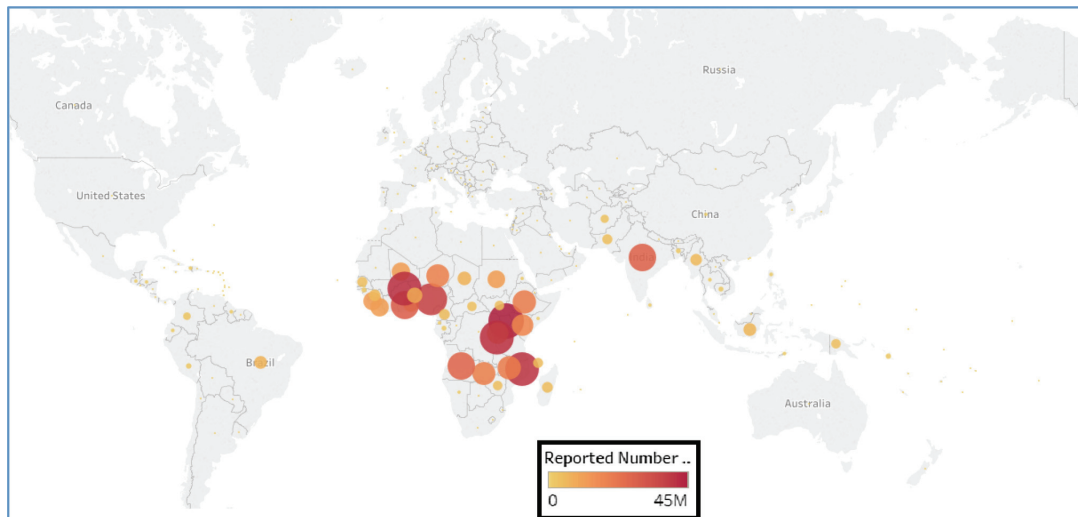 Russia
Canada
United States
China
India
Brazil
Australia
Reported Number ..
0 45M